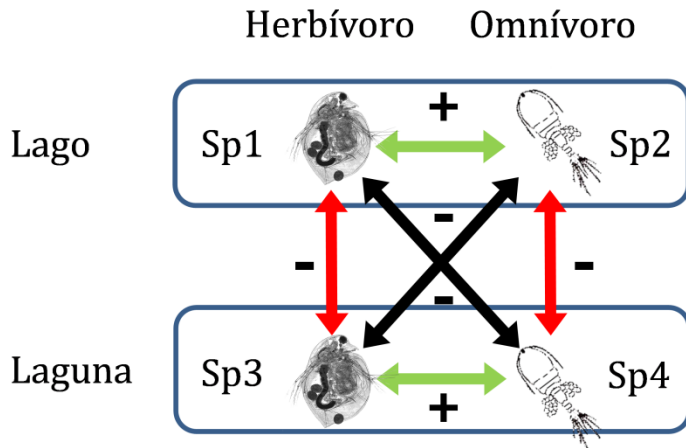 Herbívoro Omnívoro
+
Lago Sp1 Sp2
-
- -
-
Laguna Sp3 Sp4
+